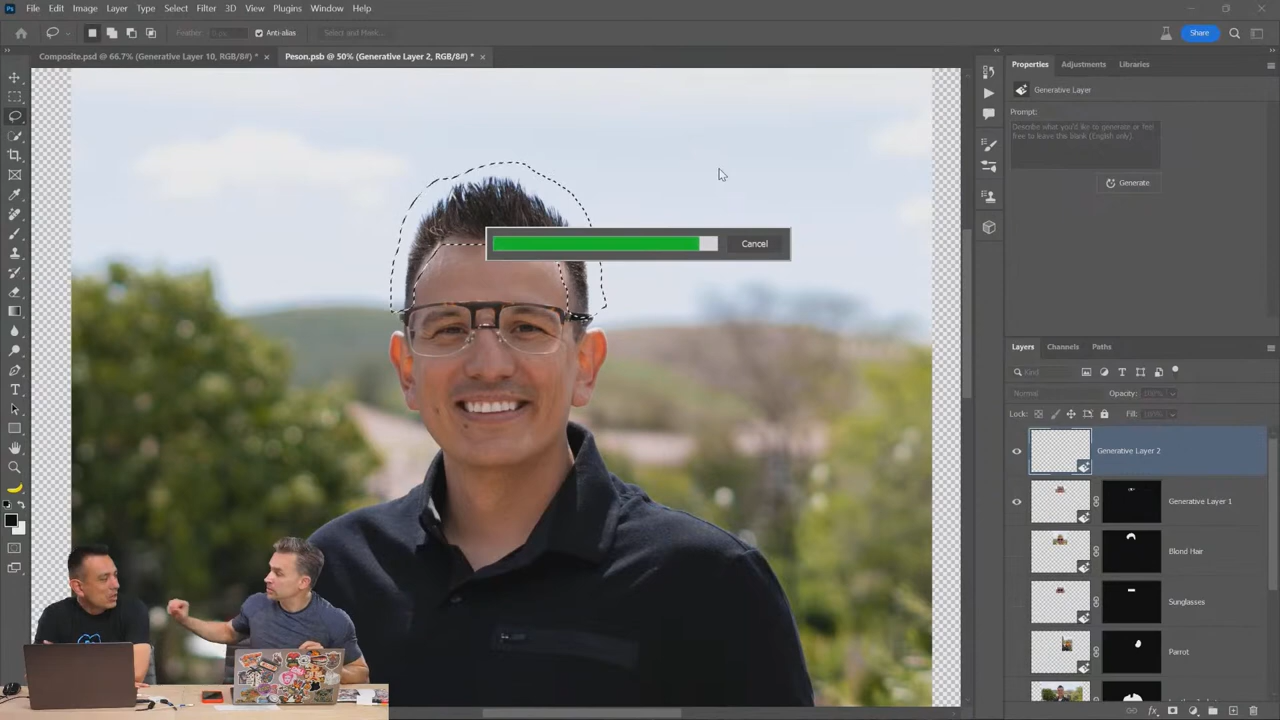 Ps File Edit Image Layer Type Select Filter 3D View Plugins Window Help
Feather: 0 px Anti-alias Select and Mask... Share
Composite.psd @ 66.7% (Generative Layer 10, RGB/8#) * × Peson.psb @ 50% (Generative Layer 2, RGB/8#) * ×
Properties Adjustments Libraries
Generative Layer
Prompt:
Describe what you'd like to generate or feel
free to leave this blank (English only).
Generate
Cancel
Layers Channels Paths
Kind
Normal Opacity: 100%
Lock: Fill: 100%
Generative Layer 2
Generative Layer 1
Blond Hair
Sunglasses
Parrot
fx